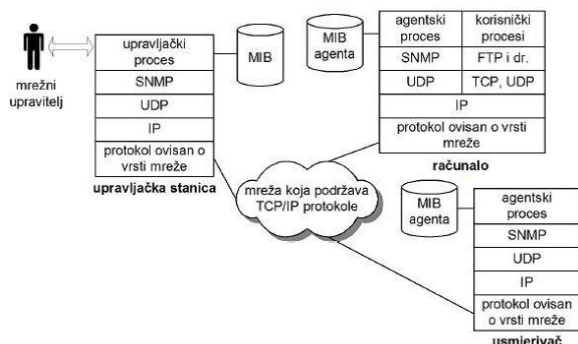 mrežni
upravitelj
upravljački
proces
SNMP
UDP
IP
protokol ovisan o
vrsti mreže
upravljačka stanica
MIB
MIB
agenta
agentski
proces
korisnički
procesi
SNMP
FTP i dr.
UDP
TCP, UDP
IP
protokol ovisan o vrsti
mreže
računalo
mreža koja podržava
TCP/IP protokole
MIB
agenta
agentski
proces
SNMP
UDP
IP
protokol ovisan
o vrsti mreže
usmjerivač